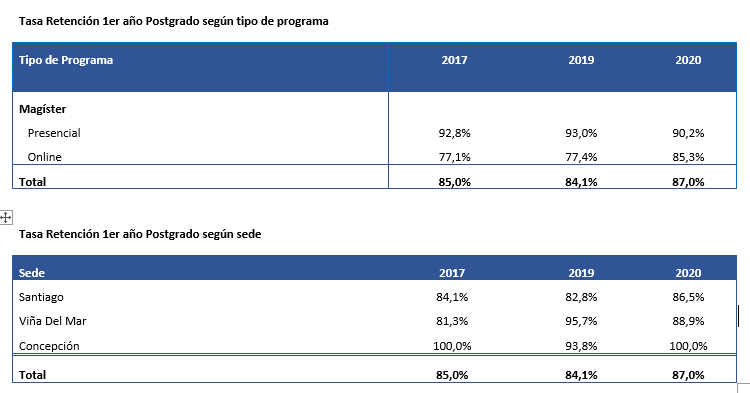 Tasa Retención 1er año Postgrado según tipo de programa
Tipo de Programa 2017 2019 2020
Magíster
Presencial 92,8% 93,0% 90,2%
Online 77,1% 77,4% 85,3%
Total 85,0% 84,1% 87,0%
Tasa Retención 1er año Postgrado según sede
Sede 2017 2019 2020
Santiago 84,1% 82,8% 86,5%
Viña Del Mar 81,3% 95,7% 88,9%
Concepción 100,0% 93,8% 100,0%
Total 85,0% 84,1% 87,0%